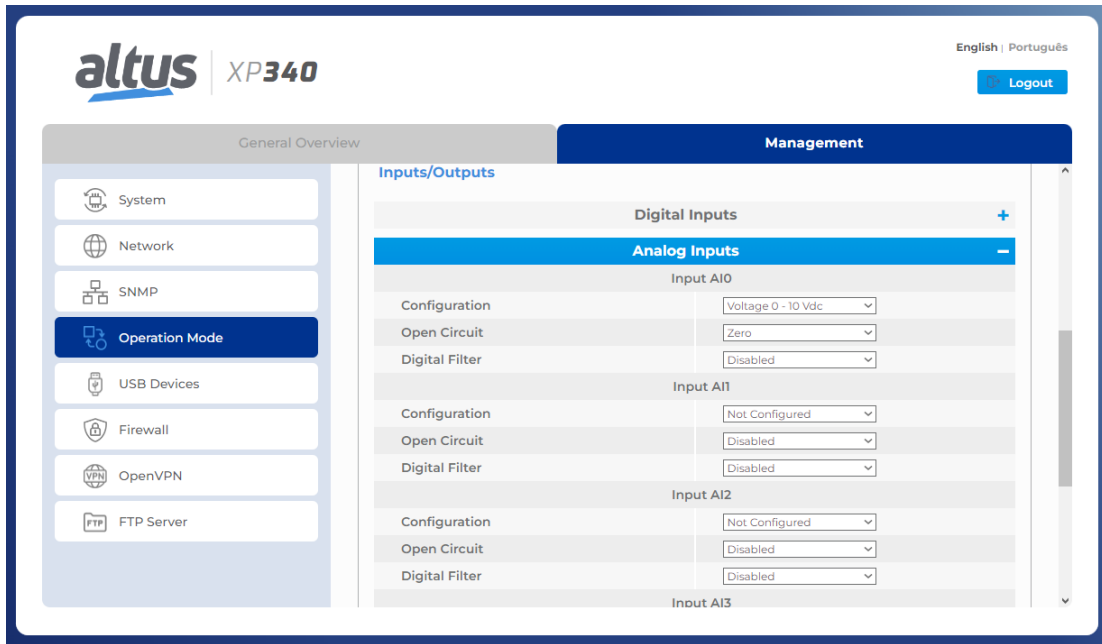 English | Português
altus | XP340
Logout
General Overview
Management
System
Network
SNMP
Operation Mode
USB Devices
Firewall
VPN OpenVPN
FTP FTP Server
Inputs/Outputs
Digital Inputs +
Analog Inputs −
Input AI0
Configuration Voltage 0 - 10 Vdc
Open Circuit Zero
Digital Filter Disabled
Input AI1
Configuration Not Configured
Open Circuit Disabled
Digital Filter Disabled
Input AI2
Configuration Not Configured
Open Circuit Disabled
Digital Filter Disabled
Input AI3